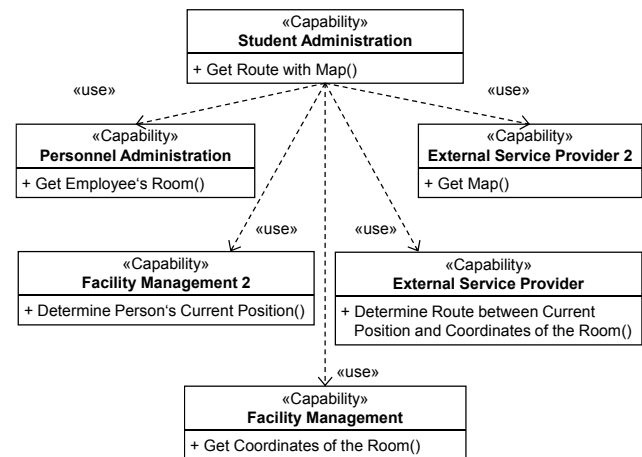 «Capability»
Student Administration
+ Get Route with Map()
«use»
«use»
«Capability»
Personnel Administration
+ Get Employee‘s Room()
«Capability»
External Service Provider 2
+ Get Map()
«use»
«use»
«Capability»
Facility Management 2
+ Determine Person‘s Current Position()
«Capability»
External Service Provider
+ Determine Route between Current
Position and Coordinates of the Room()
«use»
«Capability»
Facility Management
+ Get Coordinates of the Room()